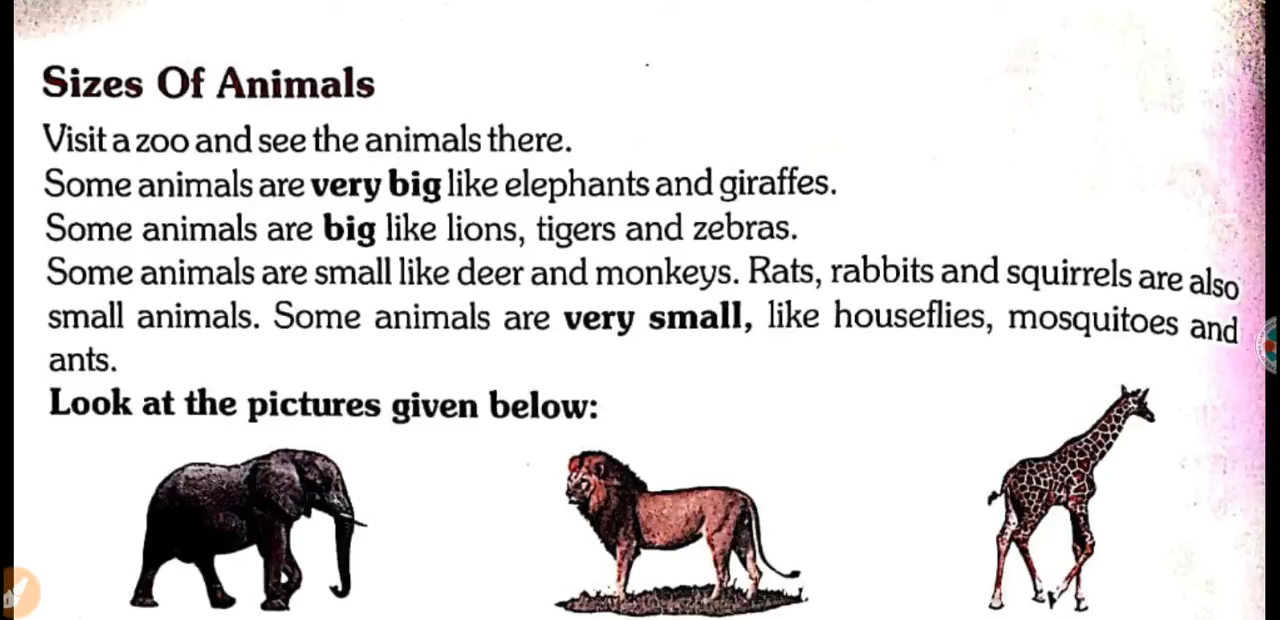 Sizes Of Animals
Visit a zoo and see the animals there.
Some animals are very big like elephants and giraffes.
Some animals are big like lions, tigers and zebras.
Some animals are small like deer and monkeys. Rats, rabbits and squirrels are also
small animals. Some animals are very small, like houseflies, mosquitoes and
ants.
Look at the pictures given below: